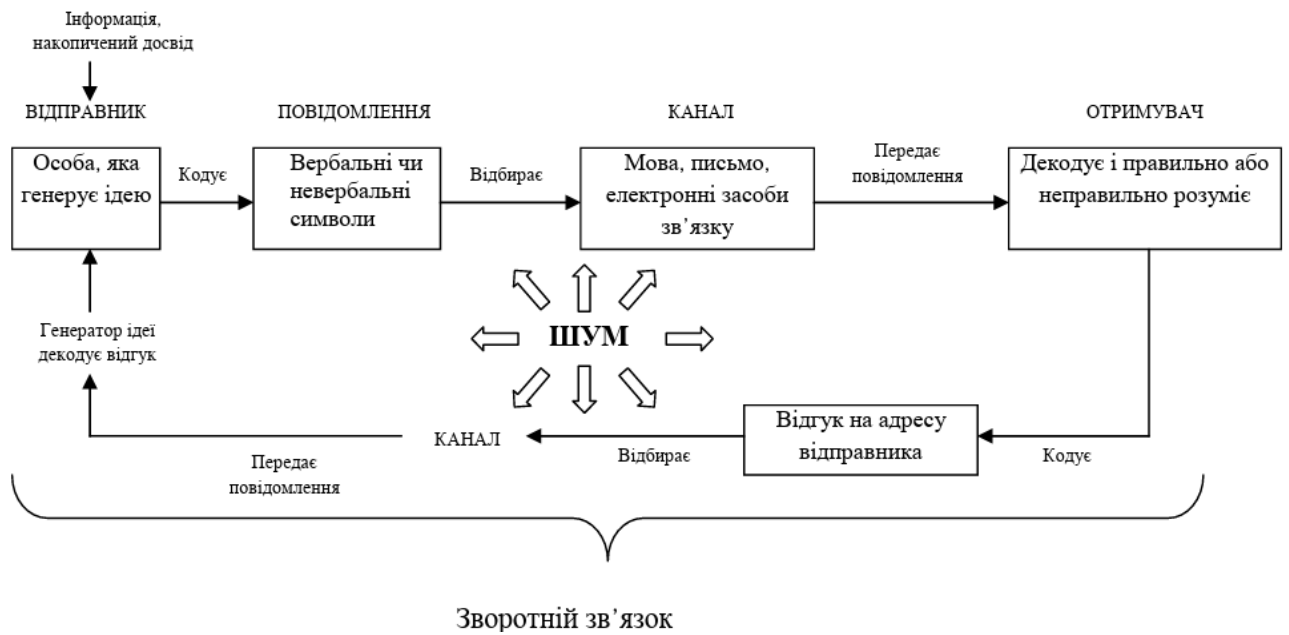 Інформація,
накопичений досвід
ВІДПРАВНИК
ПОВІДОМЛЕННЯ
КАНАЛ
ОТРИМУВАЧ
Особа, яка
генерує ідею
Кодує
Вербальні чи
невербальні
символи
Відбирає
Мова, письмо,
електронні засоби
зв’язку
Передає
повідомлення
Декодує і правильно або
неправильно розуміє
ШУМ
Генератор ідеї
декодує відгук
КАНАЛ
Відбирає
Відгук на адресу
відправника
Кодує
Передає
повідомлення
Зворотній зв’язок